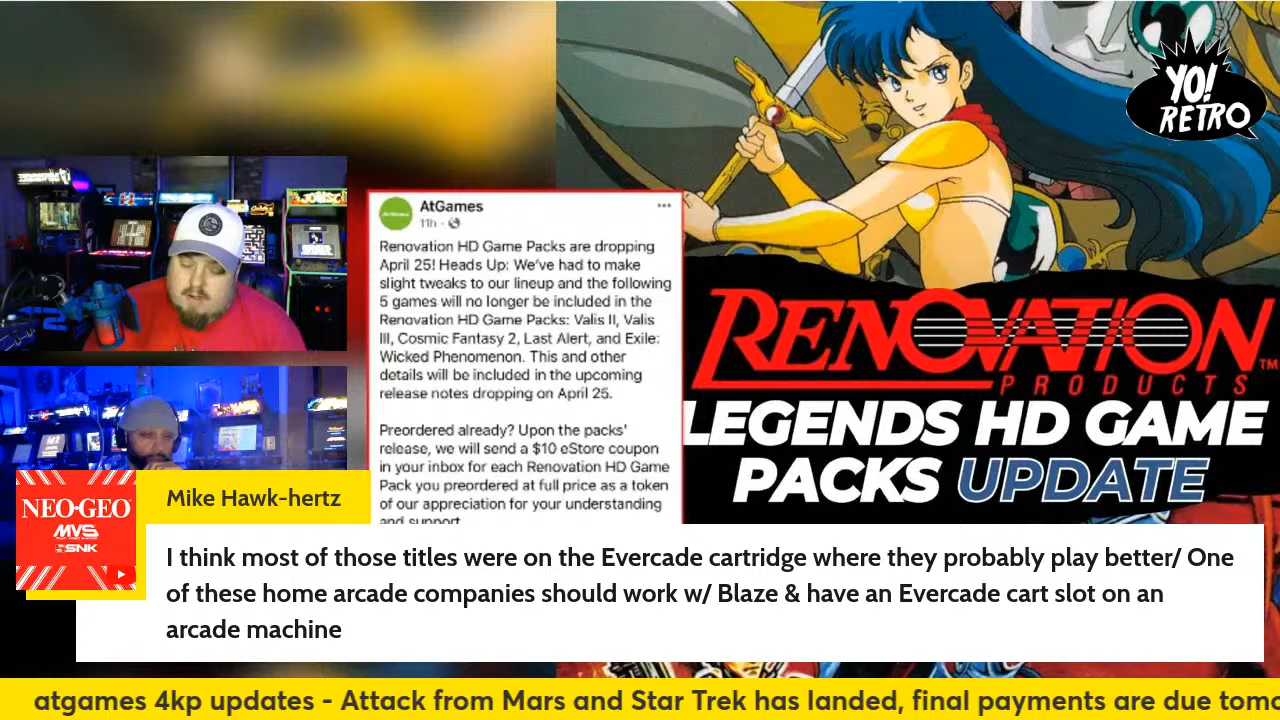 YO!
RETRO
AtGames
11h
Renovation HD Game Packs are dropping
April 25! Heads Up: We've had to make
slight tweaks to our lineup and the following
5 games will no longer be included in the
Renovation HD Game Packs: Valis II, Valis
III, Cosmic Fantasy 2, Last Alert, and Exile:
Wicked Phenomenon. This and other
details will be included in the upcoming
release notes dropping on April 25.
Preordered already? Upon the packs'
release, we will send a $10 eStore coupon
in your inbox for each Renovation HD Game
Pack you preordered at full price as a token
of our appreciation for your understanding
and support
RENOVATION™
PRODUCTS
LEGENDS HD GAME
PACKS UPDATE
NEO·GEO
MVS
SNK
Mike Hawk-hertz
I think most of those titles were on the Evercade cartridge where they probably play better/ One
of these home arcade companies should work w/ Blaze & have an Evercade cart slot on an
arcade machine
atgames 4kp updates - Attack from Mars and Star Trek has landed, final payments are due tomo